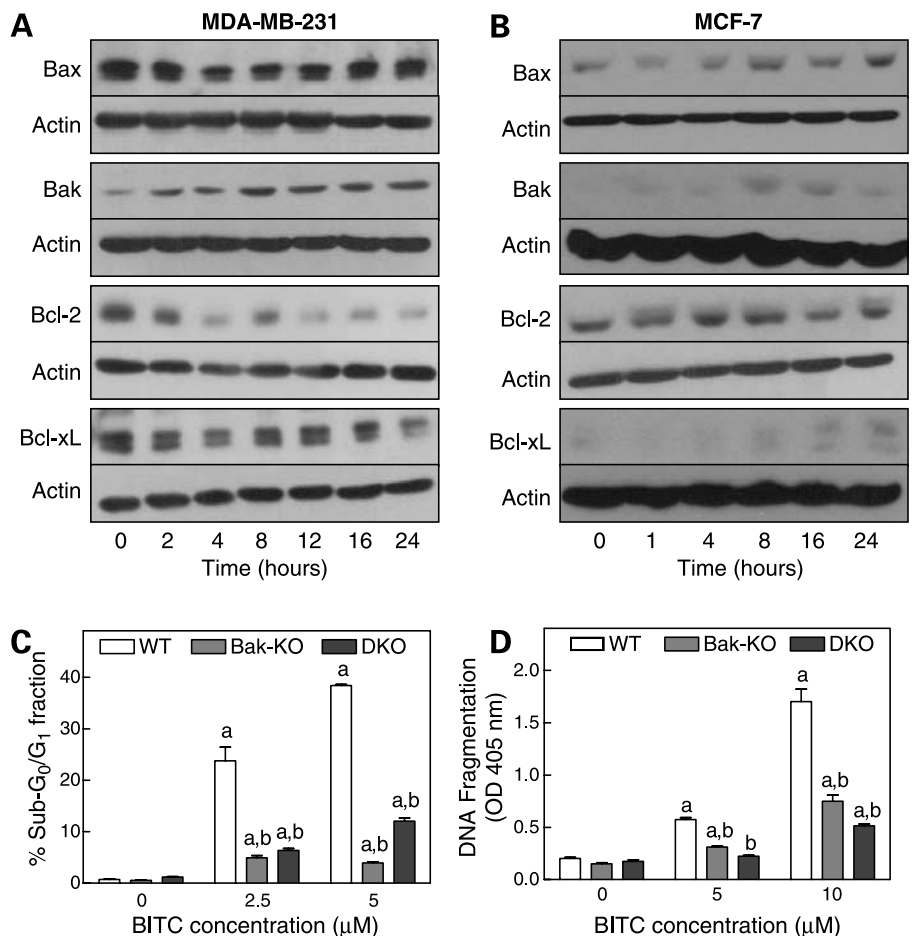 A
MDA-MB-231
Bax
Actin
Bak
Actin
Bcl-2
Actin
Bcl-xL
Actin
0 2 4 8 12 16 24
Time (hours)
B
MCF-7
Bax
Actin
Bak
Actin
Bcl-2
Actin
Bcl-xL
Actin
0 1 4 8 16 24
Time (hours)
C
WT Bak-KO DKO
% Sub-G₀/G₁ fraction
40
30
20
10
0
a
a,b a,b
a
a,b
a,b
0 2.5 5
BITC concentration (μM)
D
WT Bak-KO DKO
DNA Fragmentation
(OD 405 nm)
2.0
1.5
1.0
0.5
0.0
a
a,b
b
a
a,b
a,b
0 5 10
BITC concentration (μM)